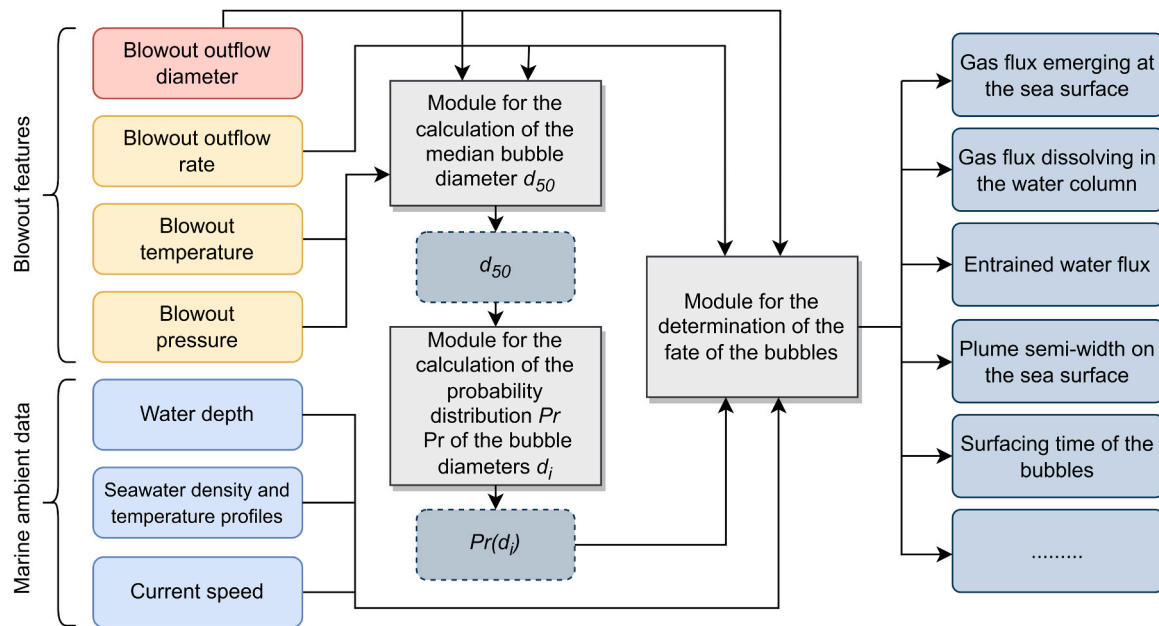 Blowout features
Blowout outflow
diameter
Blowout outflow
rate
Blowout
temperature
Blowout
pressure
Marine ambient data
Water depth
Seawater density and
temperature profiles
Current speed
Module for the
calculation of the
median bubble
diameter d50
d50
Module for the
calculation of the
probability
distribution Pr
Pr of the bubble
diameters di
Pr(di)
Module for the
determination of the
fate of the bubbles
Gas flux emerging at
the sea surface
Gas flux dissolving in
the water column
Entrained water flux
Plume semi-width on
the sea surface
Surfacing time of the
bubbles
.........